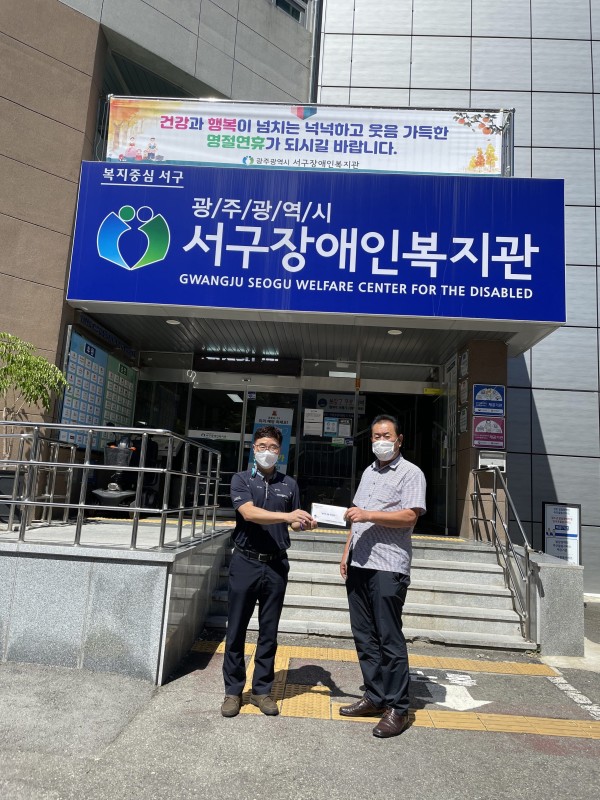 건강과 행복이 넘치는 넉넉하고 웃음 가득한
명절연휴가 되시길 바랍니다.
광주광역시 서구장애인복지관
복지중심 서구
광/주/광/역/시
서구장애인복지관
GWANGJU SEOGU WELFARE CENTER FOR THE DISABLED